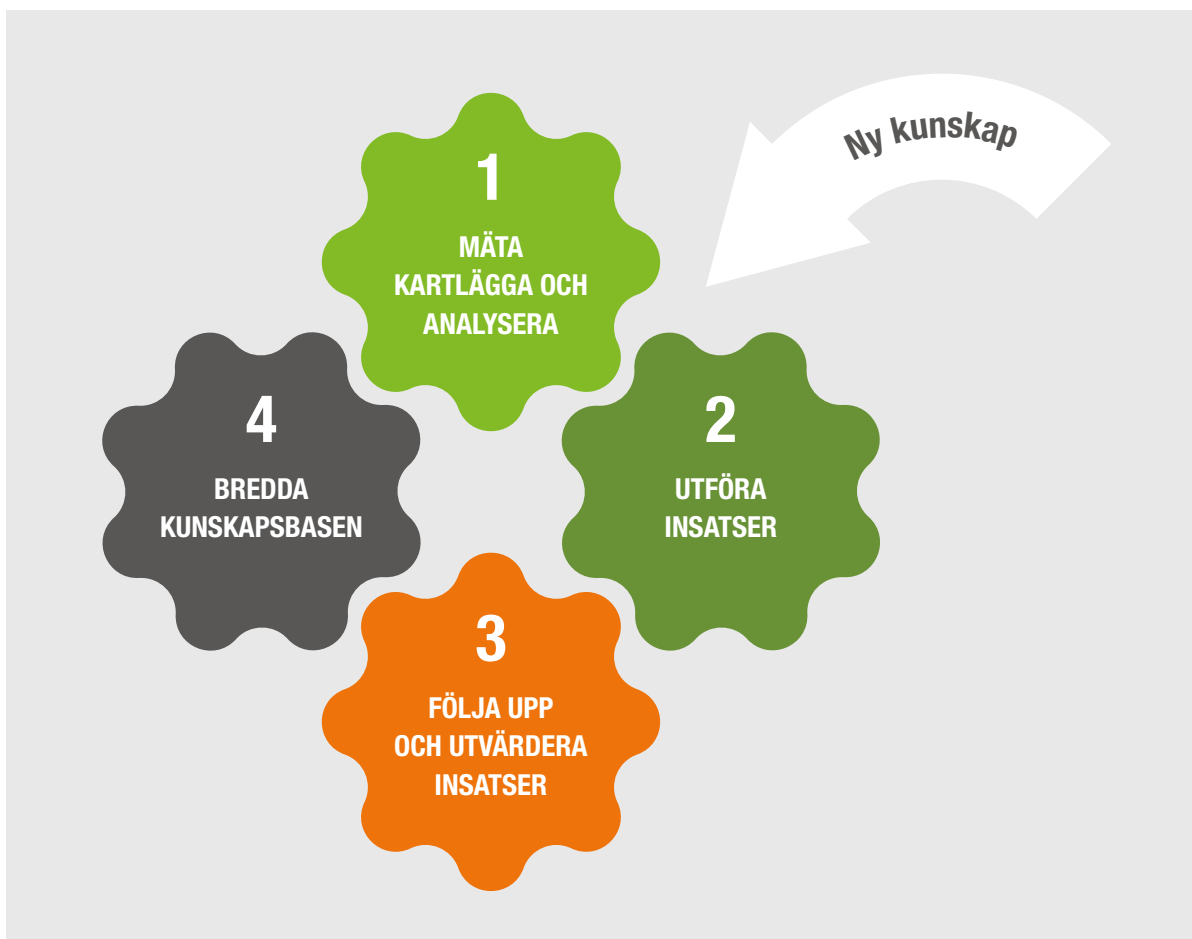 Ny kunskap
1
MÄTA
KARTLÄGGA OCH
ANALYSERA
2
UTFÖRA
INSATSER
3
FÖLJA UPP
OCH UTVÄRDERA
INSATSER
4
BREDDA
KUNSKAPSBASEN